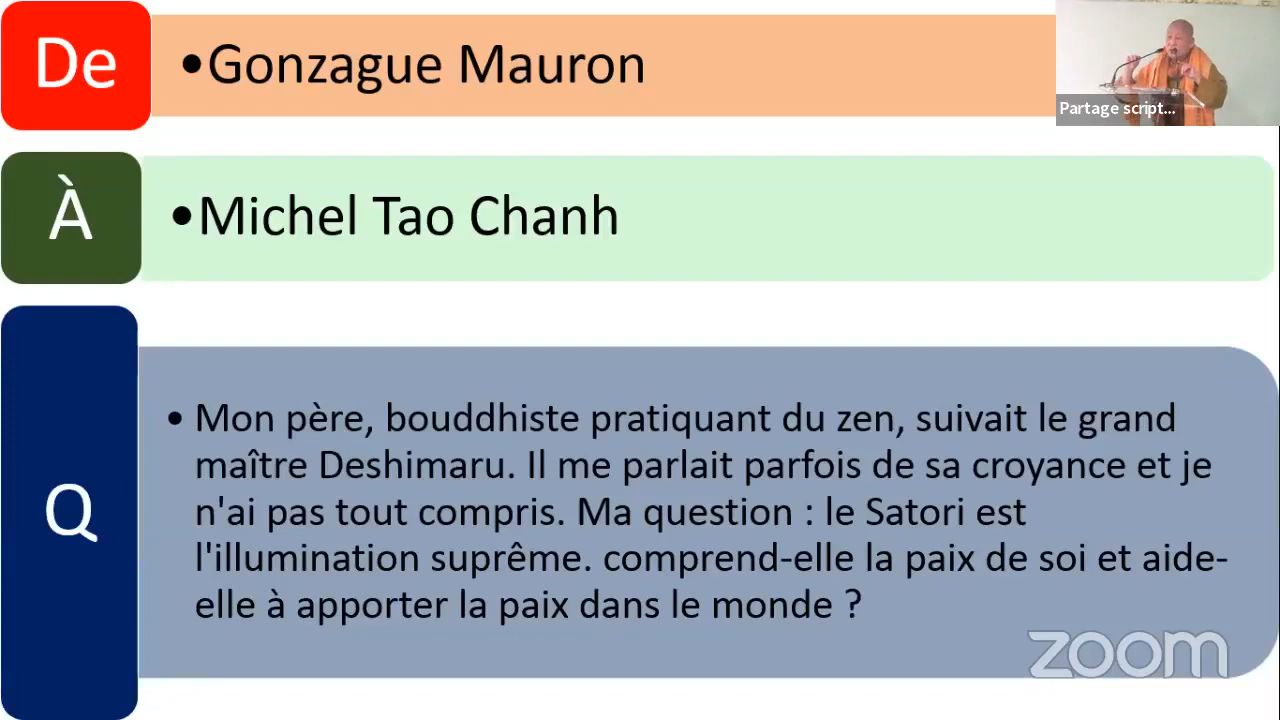 De
•Gonzague Mauron
Partage script...
À
•Michel Tao Chanh
Q
• Mon père, bouddhiste pratiquant du zen, suivait le grand
maître Deshimaru. Il me parlait parfois de sa croyance et je
n'ai pas tout compris. Ma question : le Satori est
l'illumination suprême. comprend-elle la paix de soi et aide-
elle à apporter la paix dans le monde ?
zoom